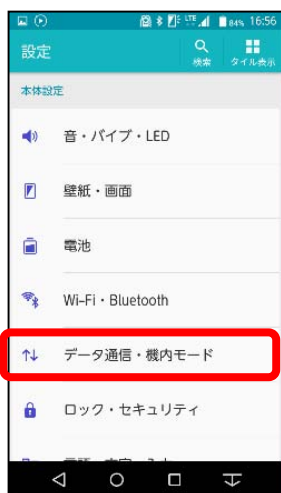 LTE 84% 16:56
設定
検索
タイル表示
本体設定
音・バイブ・LED
壁紙・画面
電池
Wi-Fi・Bluetooth
データ通信・機内モード
ロック・セキュリティ